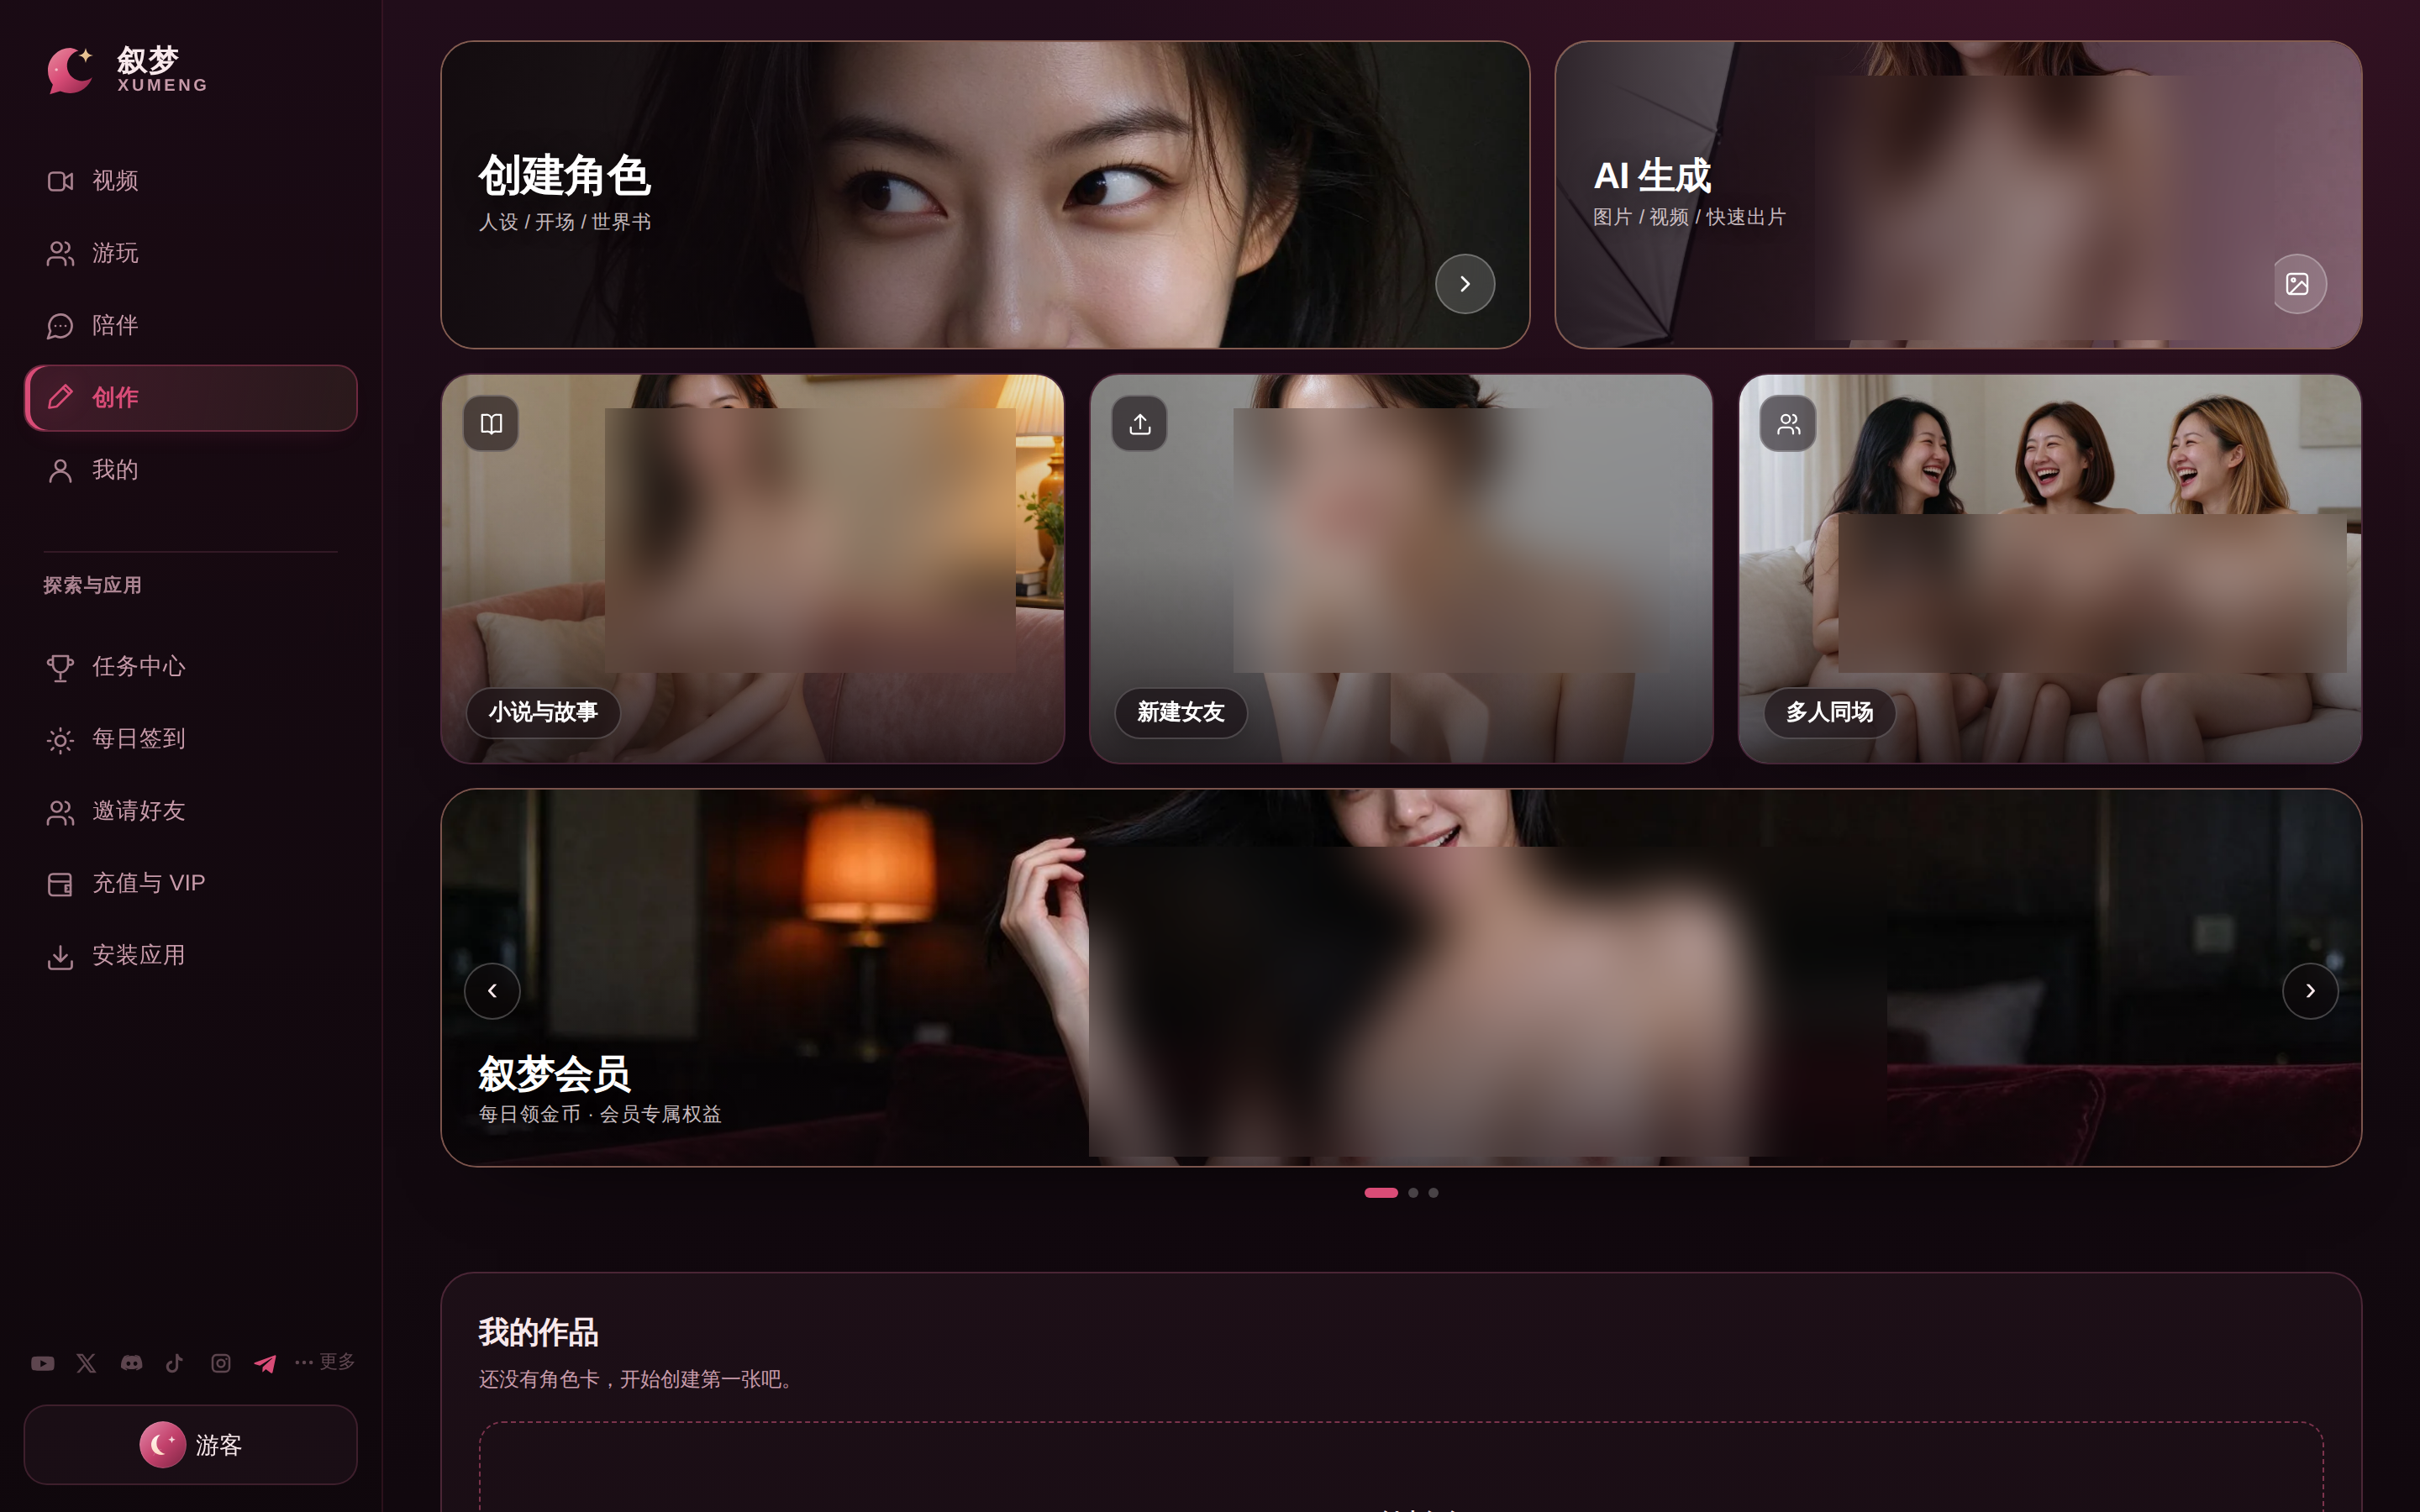 叙梦
XUMENG
视频
游玩
陪伴
创作
我的
探索与应用
任务中心
每日签到
邀请好友
充值与 VIP
安装应用
更多
游客
创建角色
人设 / 开场 / 世界书
AI 生成
图片 / 视频 / 快速出片
小说与故事
新建女友
多人同场
叙梦会员
每日领金币 · 会员专属权益
我的作品
还没有角色卡，开始创建第一张吧。